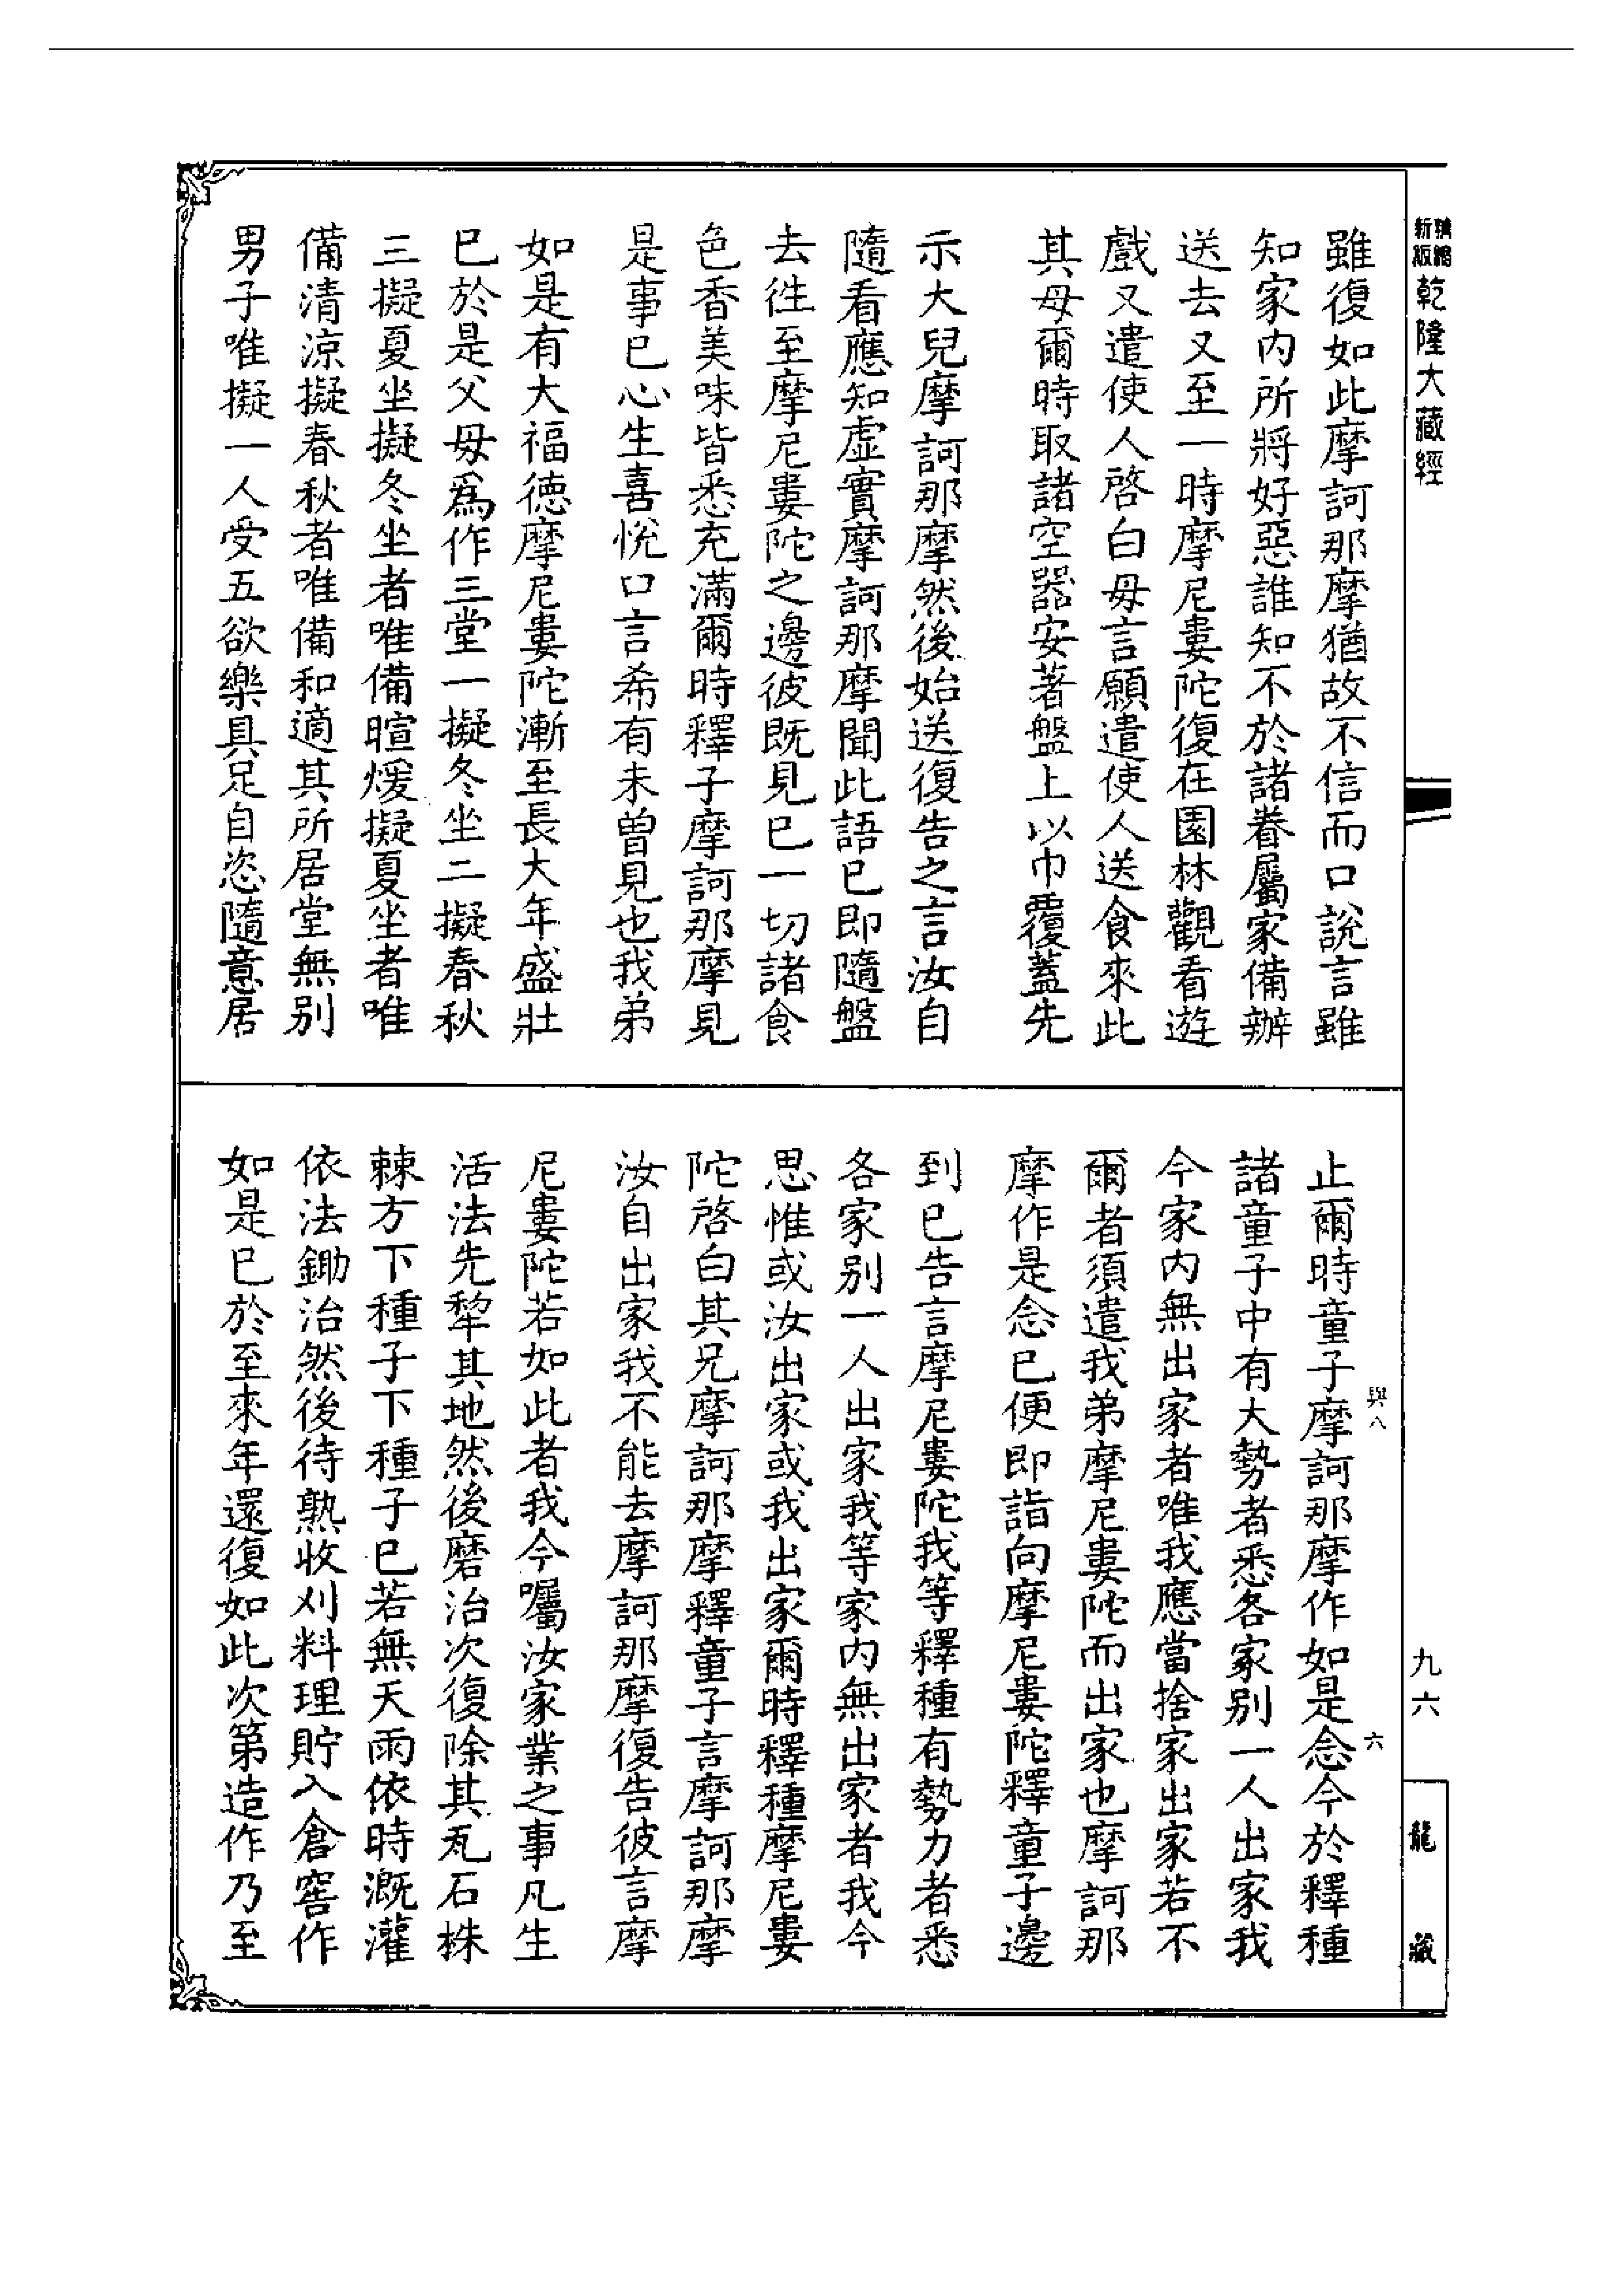 雖復如此摩訶那摩猶故不信而口說言雖
知家内所將好惡誰知不於諸眷屬家備辦
送去又至一時摩尼婁陀復在園林觀看遊
戲又遣使人啓白母言願遣使人送食來此
其母爾時取諸空器安著盤上以巾覆蓋先
示大兒摩訶那摩然後始送復告之言汝自
隨看應知虛實摩訶那摩聞此語已即隨盤
去徃至摩尼婁陀之邊彼既見已一切諸食
色香美味皆悉充滿爾時釋子摩訶那摩見
是事已心生喜悅口言希有未曾見也我弟
如是有大福德摩尼婁陀漸至長大年盛壯
已於是父母爲作三堂一擬冬坐二擬春秋
三擬夏坐擬冬坐者唯備暄煖擬夏坐者唯
備清涼擬春秋者唯備和適其所居堂無别
男子唯擬一人受五欲樂具足自恣隨意居
止爾時童子摩訶那摩作如是念今於釋種
諸童子中有大勢者悉各家别一人出家我
今家内無出家者唯我應當捨家出家若不
爾者須遣我弟摩尼婁陀而出家也摩訶那
摩作是念已便即詣向摩尼婁陀釋童子邊
到已告言摩尼婁陀我等釋種有勢力者悉
各家别一人出家我等家内無出家者我今
思惟或汝出家或我出家爾時釋種摩尼婁
陀啓白其兄摩訶那摩釋童子言摩訶那摩
汝自出家我不能去摩訶那摩復告彼言摩
尼婁陀若如此者我今囑汝家業之事凡生
活法先犂其地然後磨治次復除其瓦石株
棘方下種子下種子已若無天雨依時溉灌
依法鋤治然後待熟收刈料理貯入倉窖作
如是已於至來年還復如此次第造作乃至
精縮
新版
乾隆大藏經
九六
龍藏
與八
六